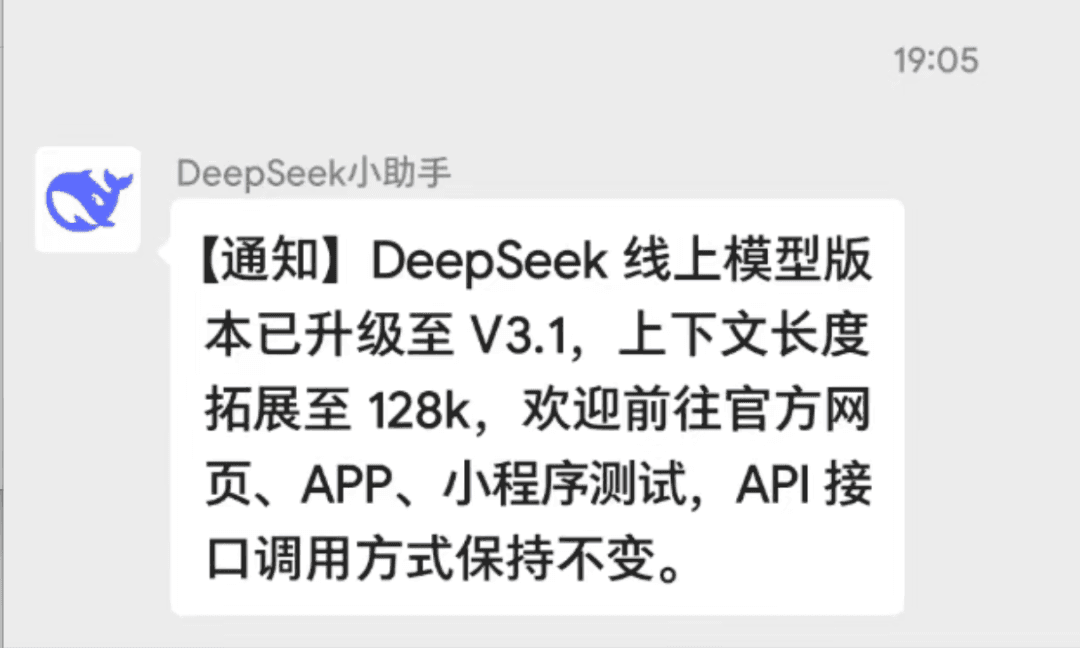 19:05
DeepSeek小助手
【通知】DeepSeek 线上模型版
本已升级至 V3.1，上下文长度
拓展至 128k，欢迎前往官方网
页、APP、小程序测试，API 接
口调用方式保持不变。